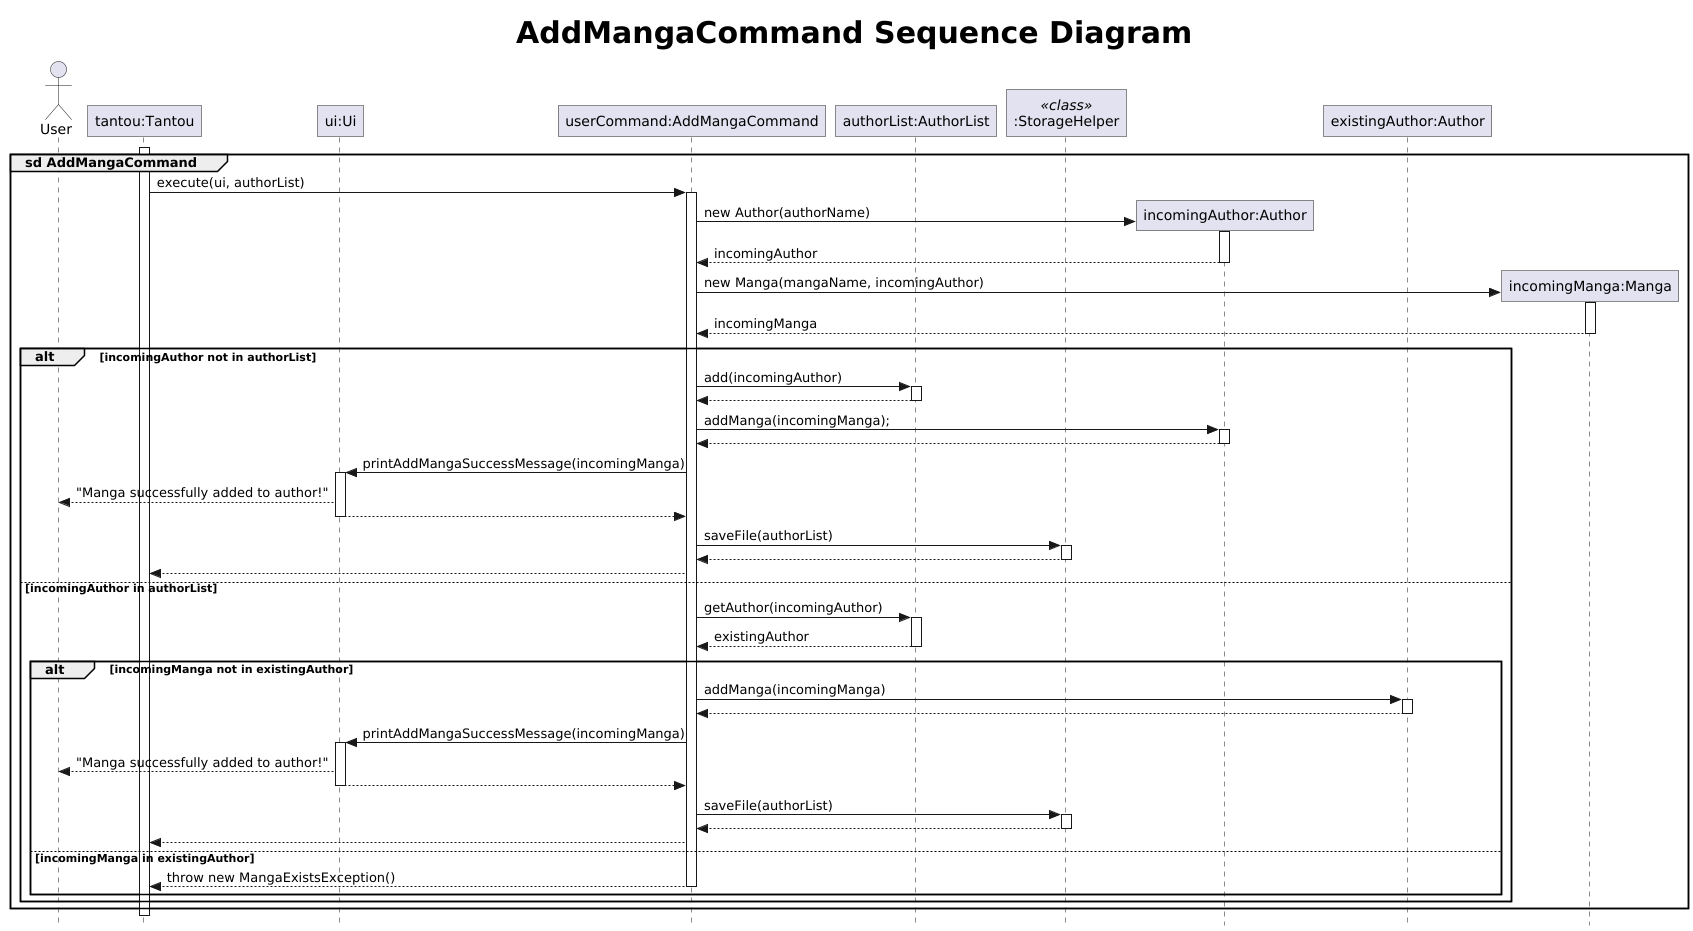 AddMangaCommand Sequence Diagram
User
tantou:Tantou
ui:Ui
userCommand:AddMangaCommand
authorList:AuthorList
«class»
:StorageHelper
existingAuthor:Author
sd AddMangaCommand
execute(ui, authorList)
new Author(authorName)
incomingAuthor:Author
incomingAuthor
new Manga(mangaName, incomingAuthor)
incomingManga:Manga
incomingManga
alt [incomingAuthor not in authorList]
add(incomingAuthor)
addManga(incomingManga);
printAddMangaSuccessMessage(incomingManga)
"Manga successfully added to author!"
saveFile(authorList)
[incomingAuthor in authorList]
getAuthor(incomingAuthor)
existingAuthor
alt [incomingManga not in existingAuthor]
addManga(incomingManga)
printAddMangaSuccessMessage(incomingManga)
"Manga successfully added to author!"
saveFile(authorList)
[incomingManga in existingAuthor]
throw new MangaExistsException()